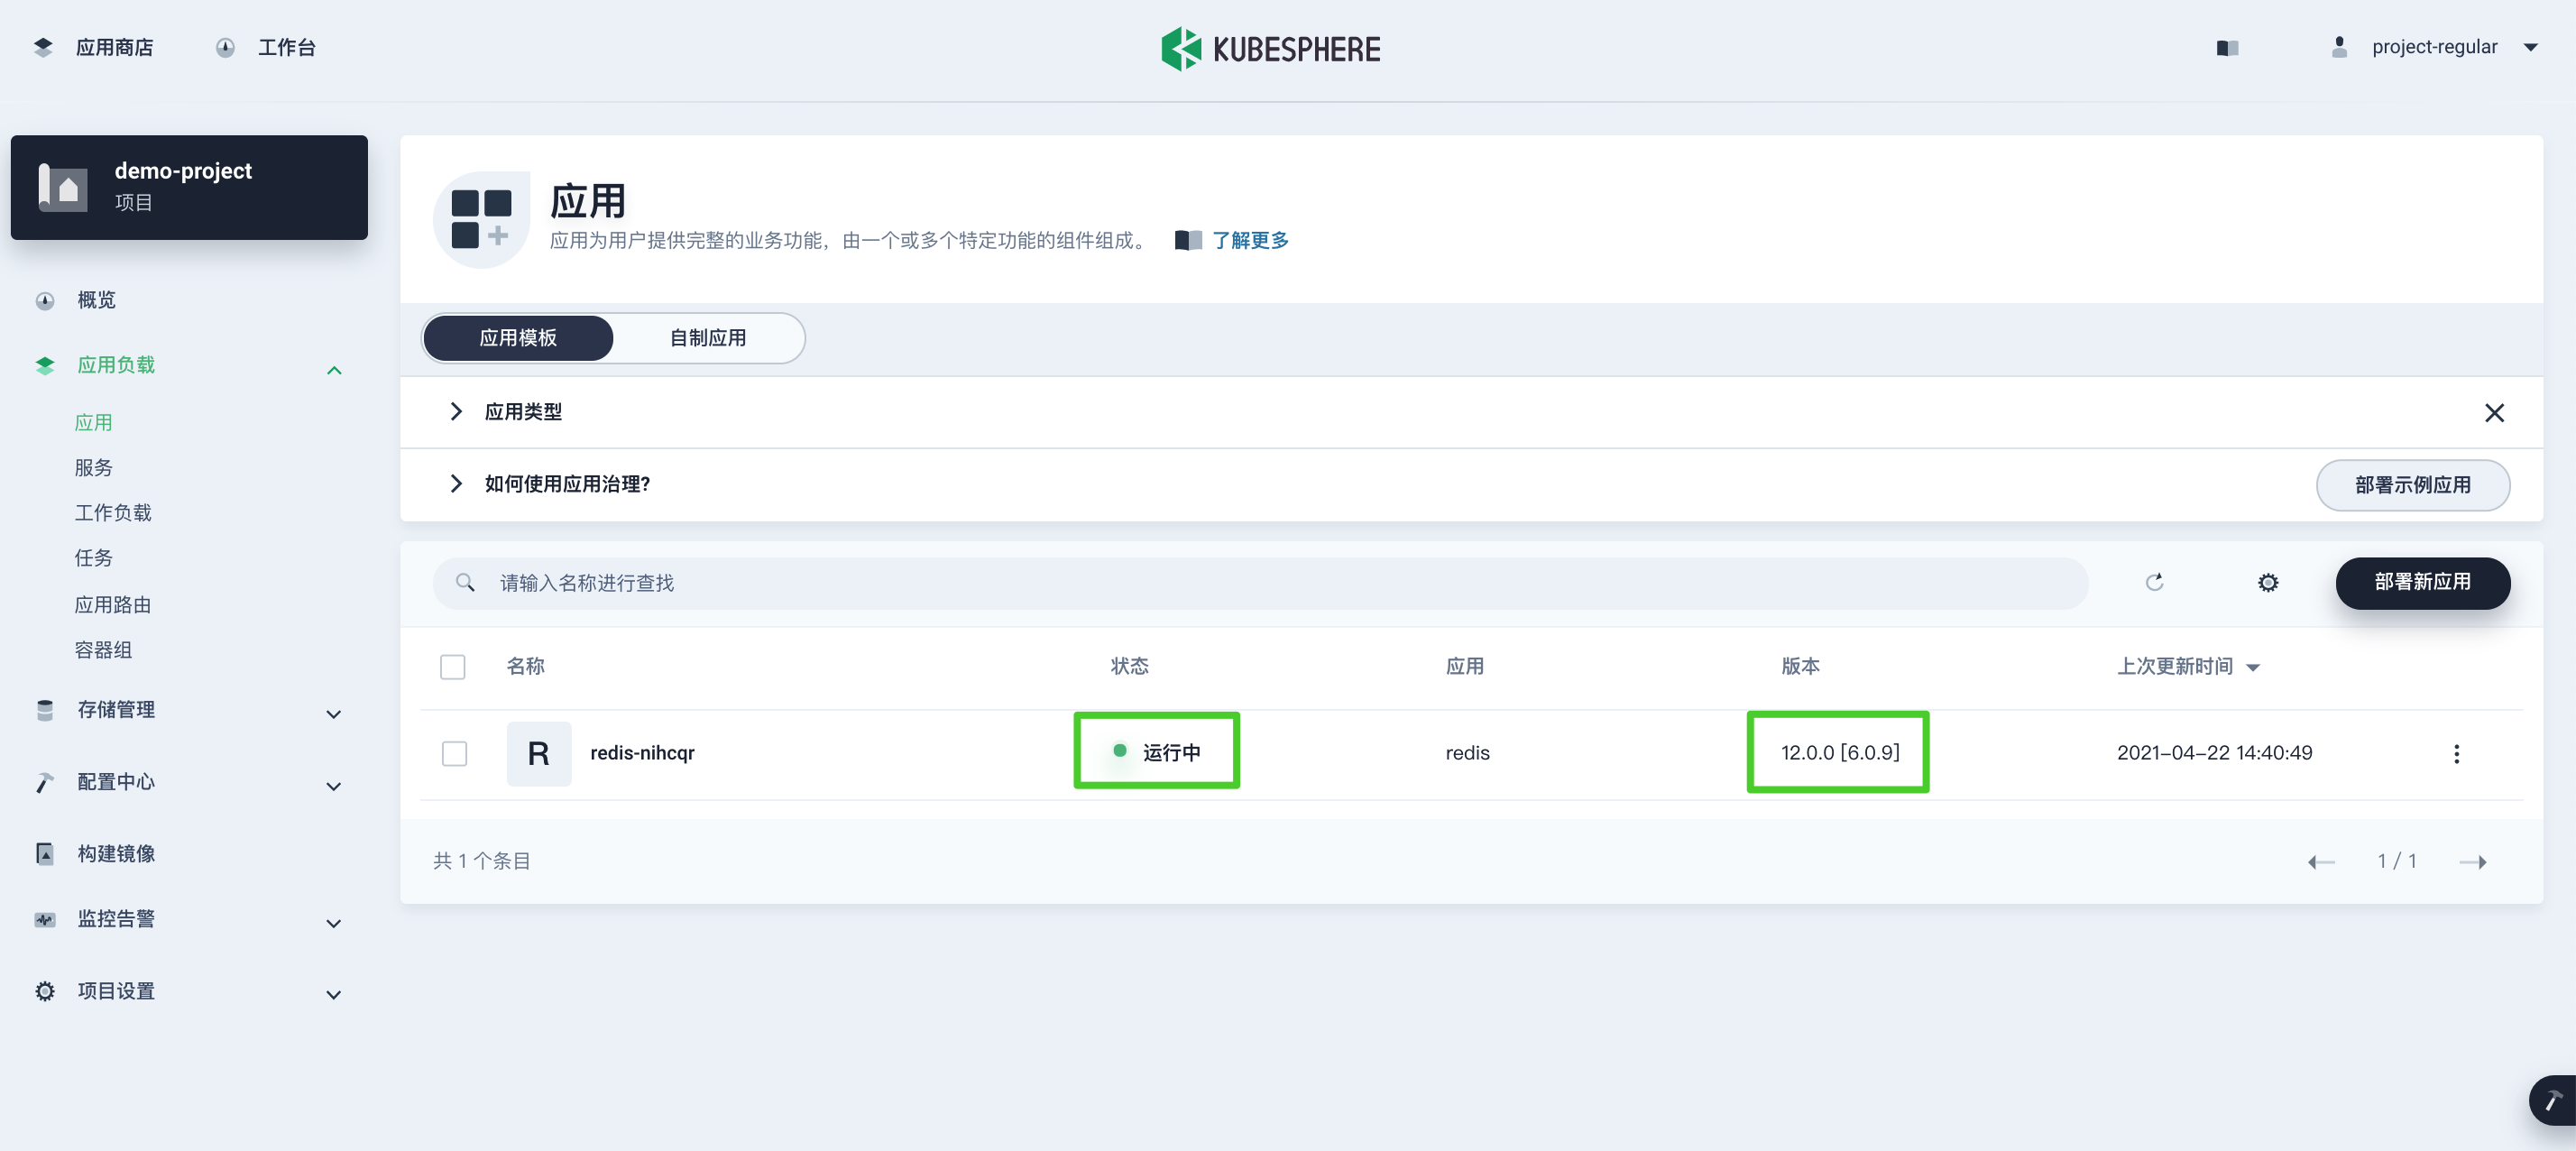 应用商店
工作台
KUBESPHERE
project-regular
demo-project
项目
概览
应用负载
应用
服务
工作负载
任务
应用路由
容器组
存储管理
配置中心
构建镜像
监控告警
项目设置
应用
应用为用户提供完整的业务功能，由一个或多个特定功能的组件组成。 了解更多
应用模板 自制应用
应用类型
如何使用应用治理? 部署示例应用
请输入名称进行查找 部署新应用
名称 状态 应用 版本 上次更新时间
R redis-nihcqr 运行中 redis 12.0.0 [6.0.9] 2021-04-22 14:40:49
共 1 个条目 1 / 1